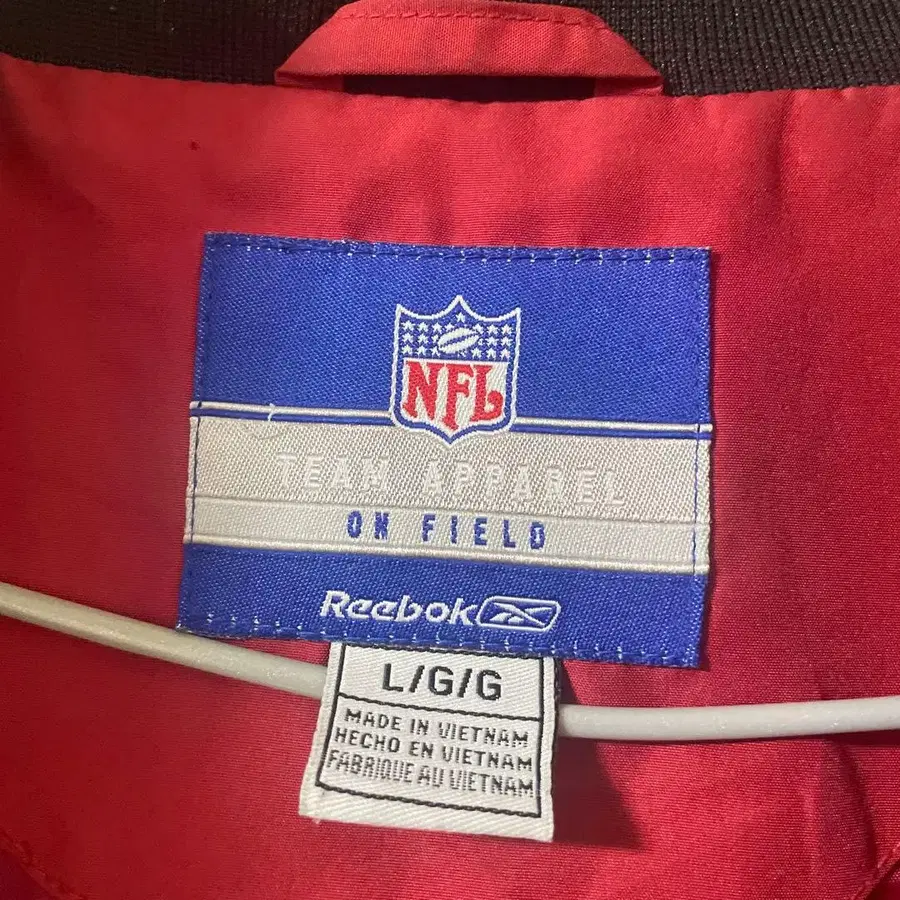 NFL
TEAM APPAREL
ON FIELD
Reebok
L/G/G
MADE IN VIETNAM
HECHO EN VIETNAM
FABRIQUE AU VIETNAM